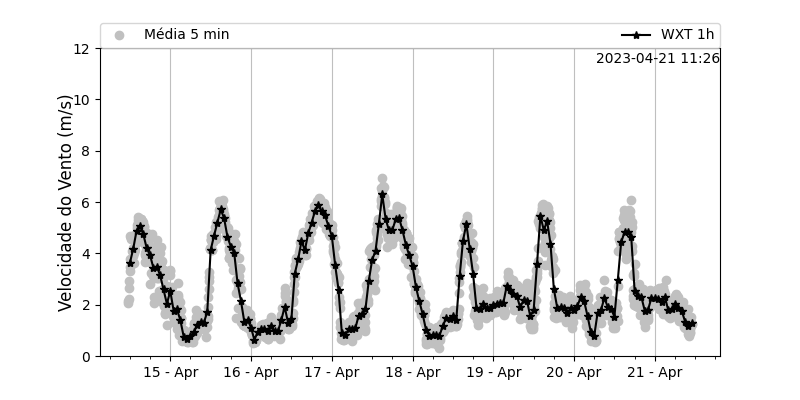 Média 5 min
WXT 1h
2023-04-21 11:26
Velocidade do Vento (m/s)
12
10
8
6
4
2
0
15 - Apr
16 - Apr
17 - Apr
18 - Apr
19 - Apr
20 - Apr
21 - Apr